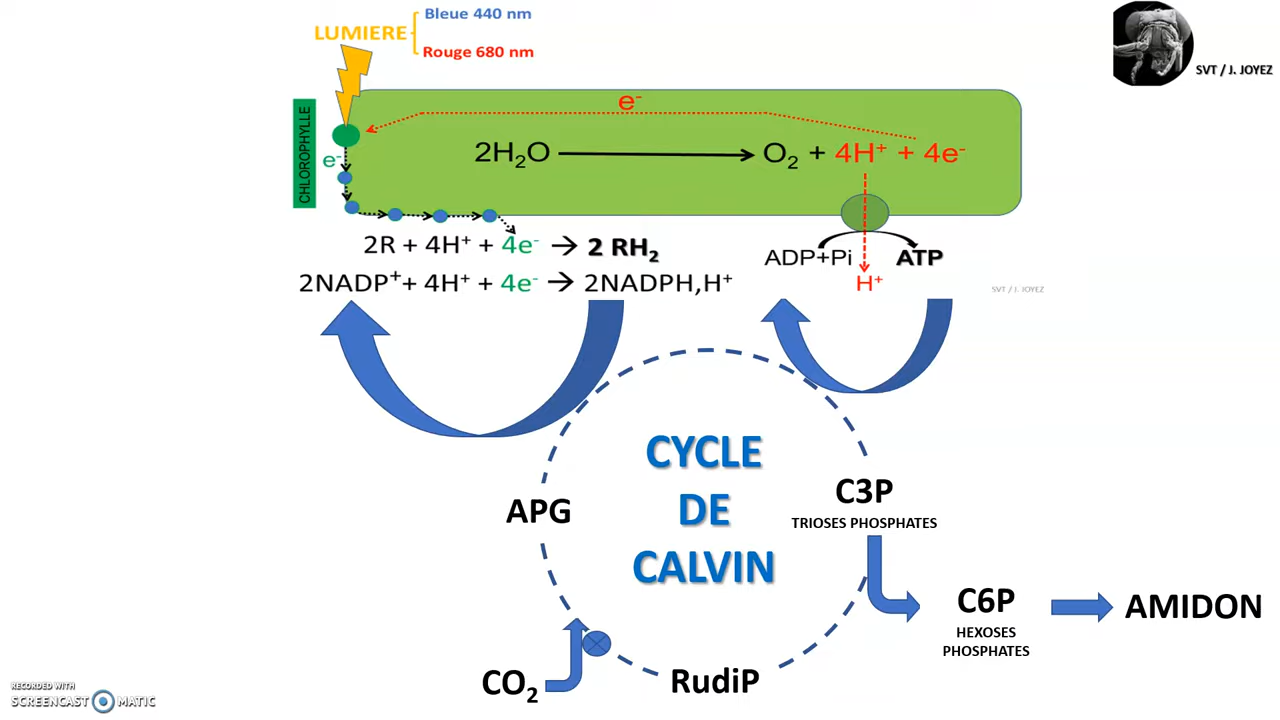 Bleue 440 nm
LUMIERE
Rouge 680 nm
SVT / J. JOYEZ
CHLOROPHYLLE
e-
e-
2H₂O → O₂ + 4H⁺ + 4e-
2R + 4H⁺ + 4e- → 2 RH₂
ADP+Pi ATP
2NADP⁺+ 4H⁺ + 4e- → 2NADPH,H⁺
H⁺
SVT / J. JOYEZ
CYCLE
DE
CALVIN
APG
C3P
TRIOSES PHOSPHATES
C6P
HEXOSES
PHOSPHATES
AMIDON
CO₂
RudiP
RECORDED WITH
SCREENCAST MATIC